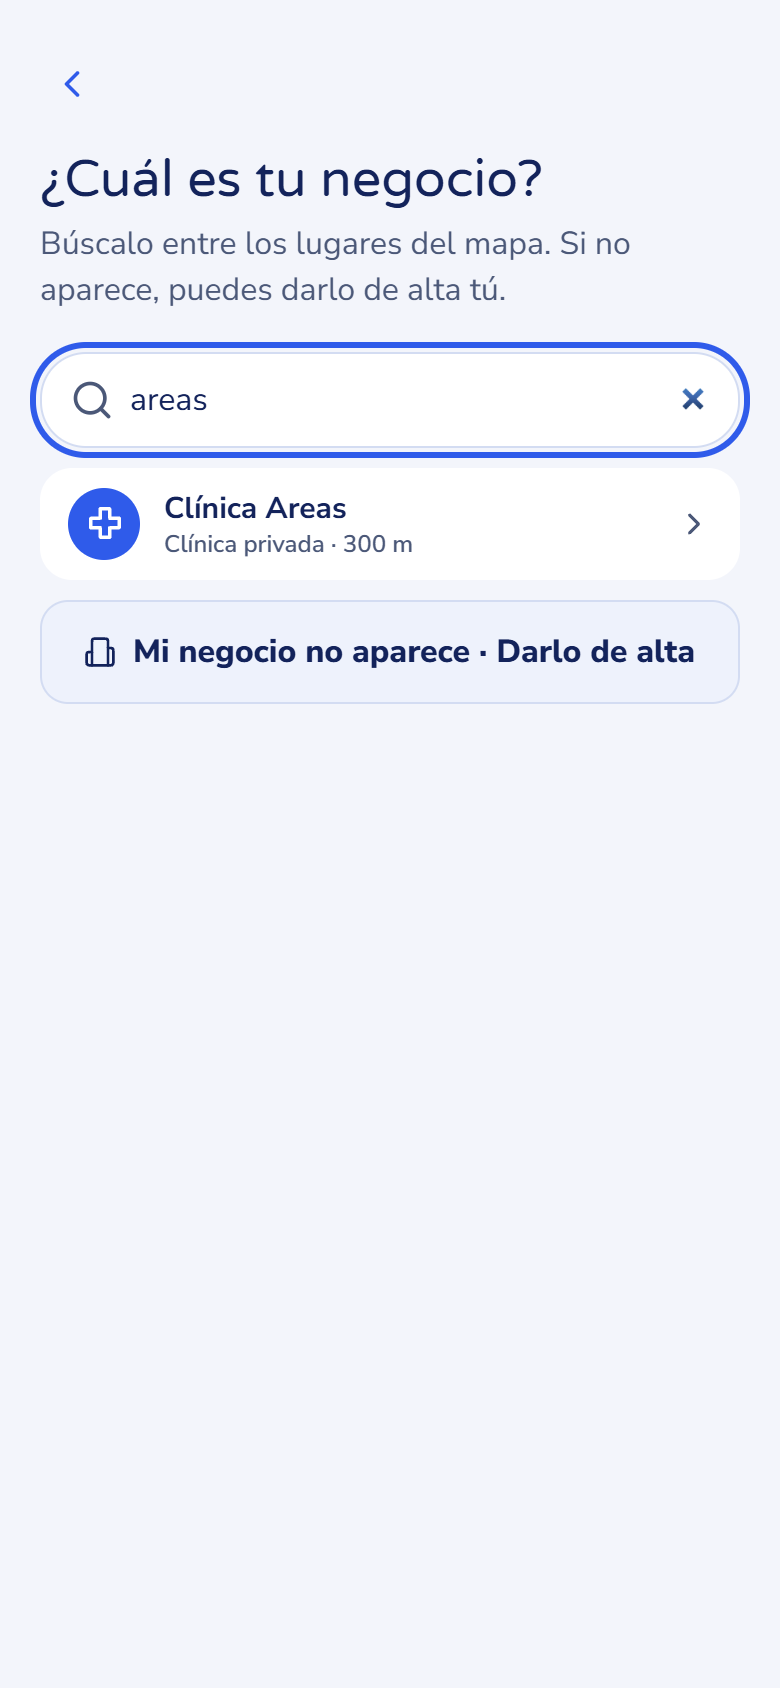 ¿Cuál es tu negocio?
Búscalo entre los lugares del mapa. Si no
aparece, puedes darlo de alta tú.
areas
Clínica Areas
Clínica privada · 300 m
Mi negocio no aparece · Darlo de alta